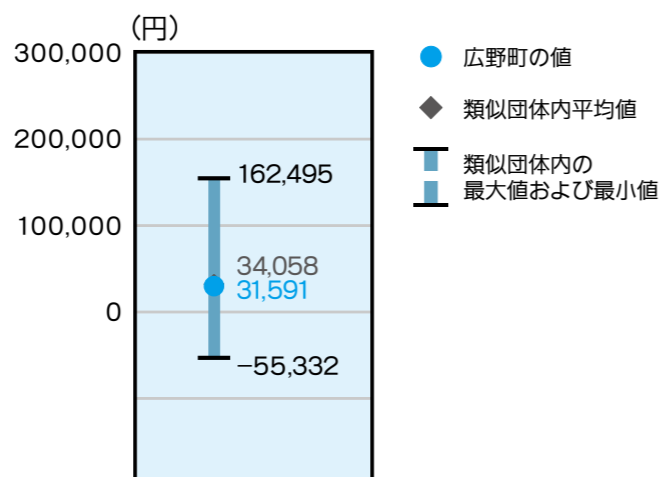 (円)
300,000
200,000
100,000
0
162,495
34,058
31,591
−55,332
広野町の値
類似団体内平均値
類似団体内の
最大値および最小値